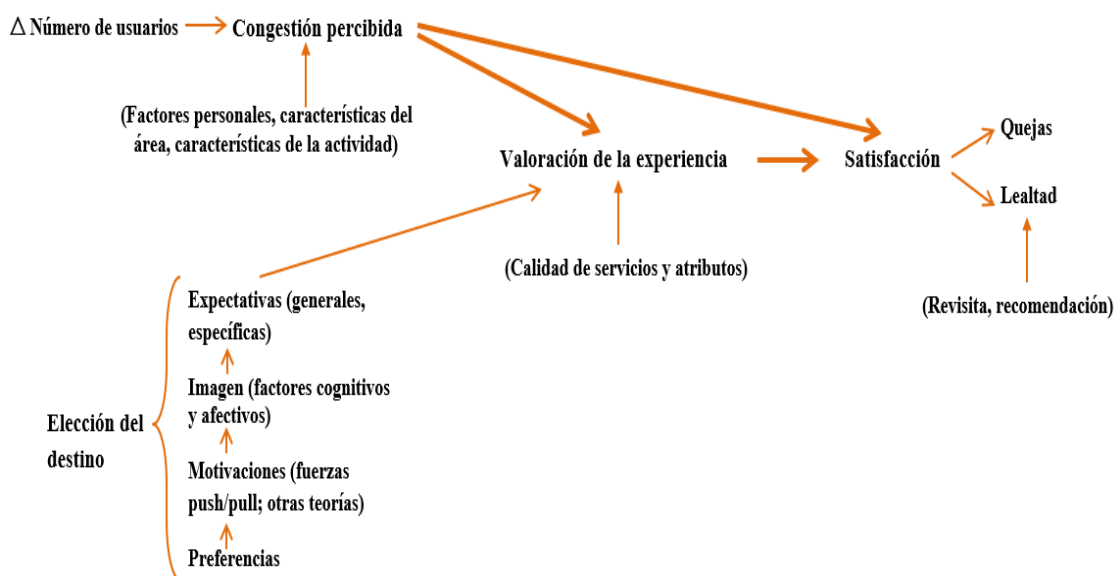 △ Número de usuarios
Congestión percibida
(Factores personales, características del
área, características de la actividad)
Valoración de la experiencia
Satisfacción
Quejas
Lealtad
(Calidad de servicios y atributos)
(Revisita, recomendación)
Elección del
destino
Expectativas (generales,
específicas)
Imagen (factores cognitivos
y afectivos)
Motivaciones (fuerzas
push/pull; otras teorías)
Preferencias